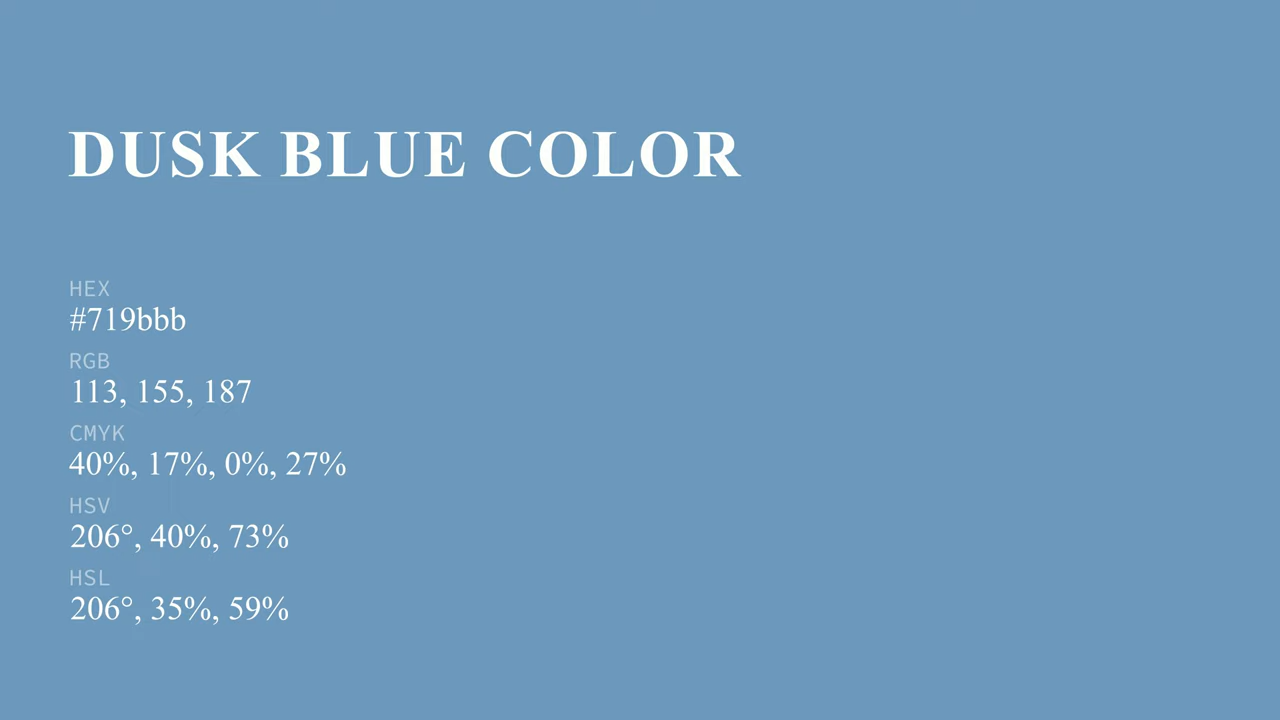 DUSK BLUE COLOR
HEX
#719bbb
RGB
113, 155, 187
CMYK
40%, 17%, 0%, 27%
HSV
206°, 40%, 73%
HSL
206°, 35%, 59%